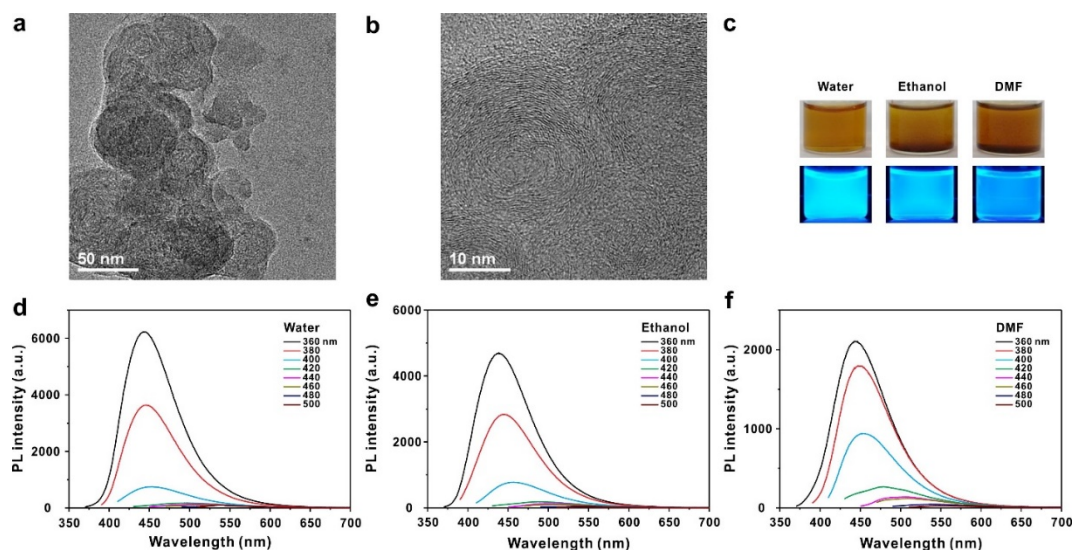 a
50 nm
b
10 nm
c
Water Ethanol DMF
d
PL intensity (a.u.)
6000
4000
2000
0
Water
360 nm
380
400
420
440
460
480
500
350 400 450 500 550 600 650 700
Wavelength (nm)
e
PL intensity (a.u.)
6000
4000
2000
0
Ethanol
360 nm
380
400
420
440
460
480
500
350 400 450 500 550 600 650 700
Wavelength (nm)
f
PL intensity (a.u.)
2000
1000
0
DMF
360 nm
380
400
420
440
460
480
500
350 400 450 500 550 600 650 700
Wavelength (nm)